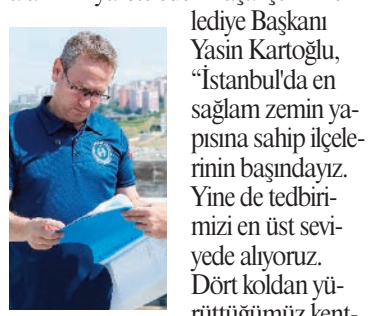 lediye Başkanı
Yasin Kartoğlu,
“İstanbul'da en
sağlam zemin ya-
pısına sahip ilçele-
rinin başındayız.
Yine de tedbiri-
mizi en üst sevi-
yede alıyoruz.
Dört koldan yü-
rüttüğümüz kent-